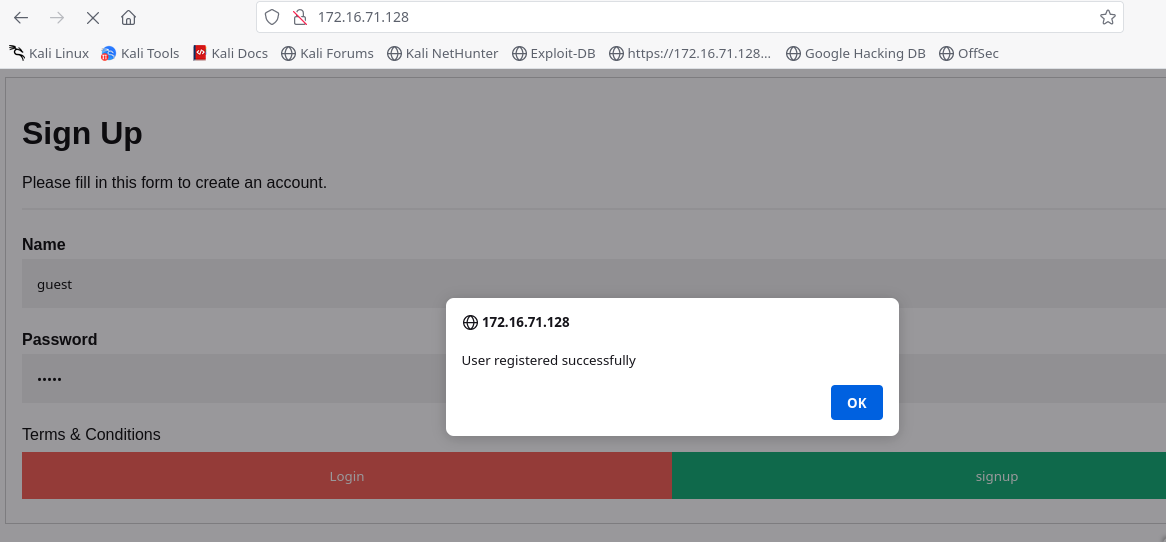 172.16.71.128
Kali Linux Kali Tools Kali Docs Kali Forums Kali NetHunter Exploit-DB https://172.16.71.128... Google Hacking DB OffSec
Sign Up
Please fill in this form to create an account.
Name
guest
172.16.71.128
Password
User registered successfully
•••••
OK
Terms & Conditions
Login signup